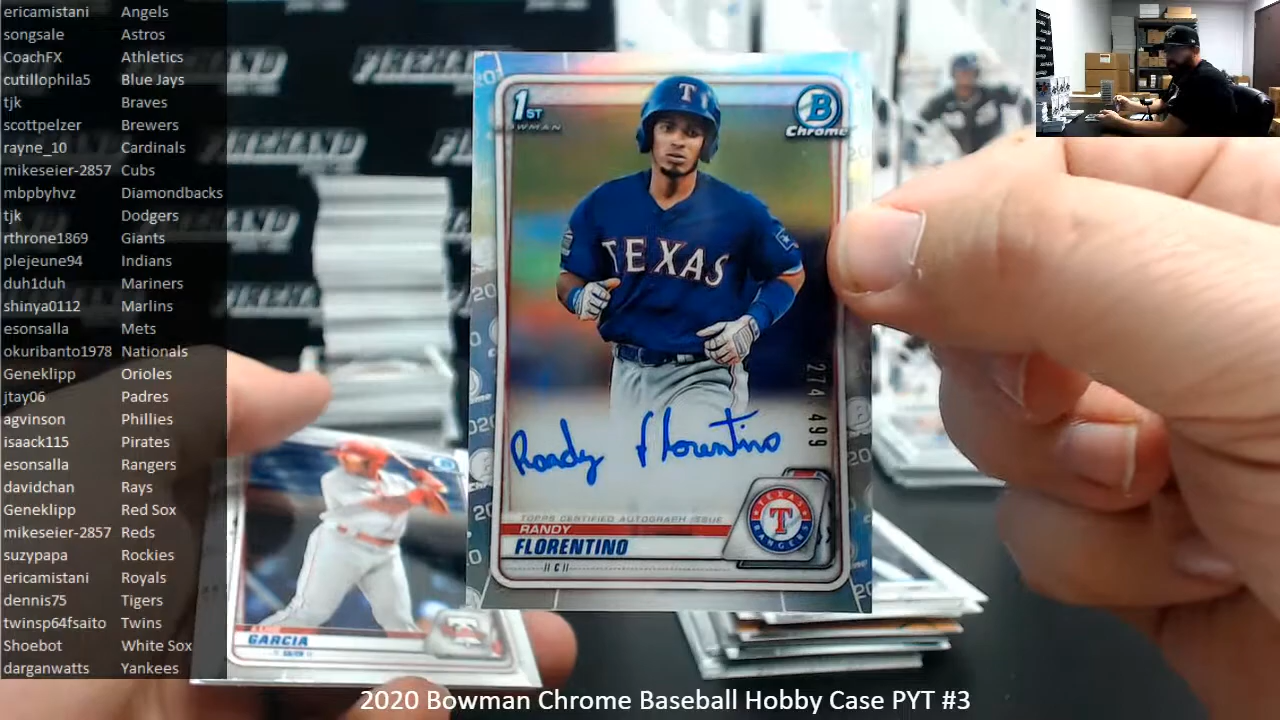 ericamistani Angels
songsale Astros
CoachFX Athletics
cutillophila5 Blue Jays
tjk Braves
scottpelzer Brewers
rayne_10 Cardinals
mikeseier-2857 Cubs
mbpbyhvz Diamondbacks
tjk Dodgers
rthrone1869 Giants
plejeune94 Indians
duh1duh Mariners
shinya0112 Marlins
esonsalla Mets
okuribanto1978 Nationals
Geneklipp Orioles
jtay06 Padres
agvinson Phillies
isaack115 Pirates
esonsalla Rangers
davidchan Rays
Geneklipp Red Sox
mikeseier-2857 Reds
suzypapa Rockies
ericamistani Royals
dennis75 Tigers
twinsp64fsaito Twins
Shoebot White Sox
darganwatts Yankees
FIREHAND
1ST
BOWMAN
B
Chrome
T
TEXAS
274/499
Randy Florentino
TOPPS CERTIFIED AUTOGRAPH ISSUE
RANDY
FLORENTINO
C
TEXAS
T
RANGERS
GARCIA
2020 Bowman Chrome Baseball Hobby Case PYT #3